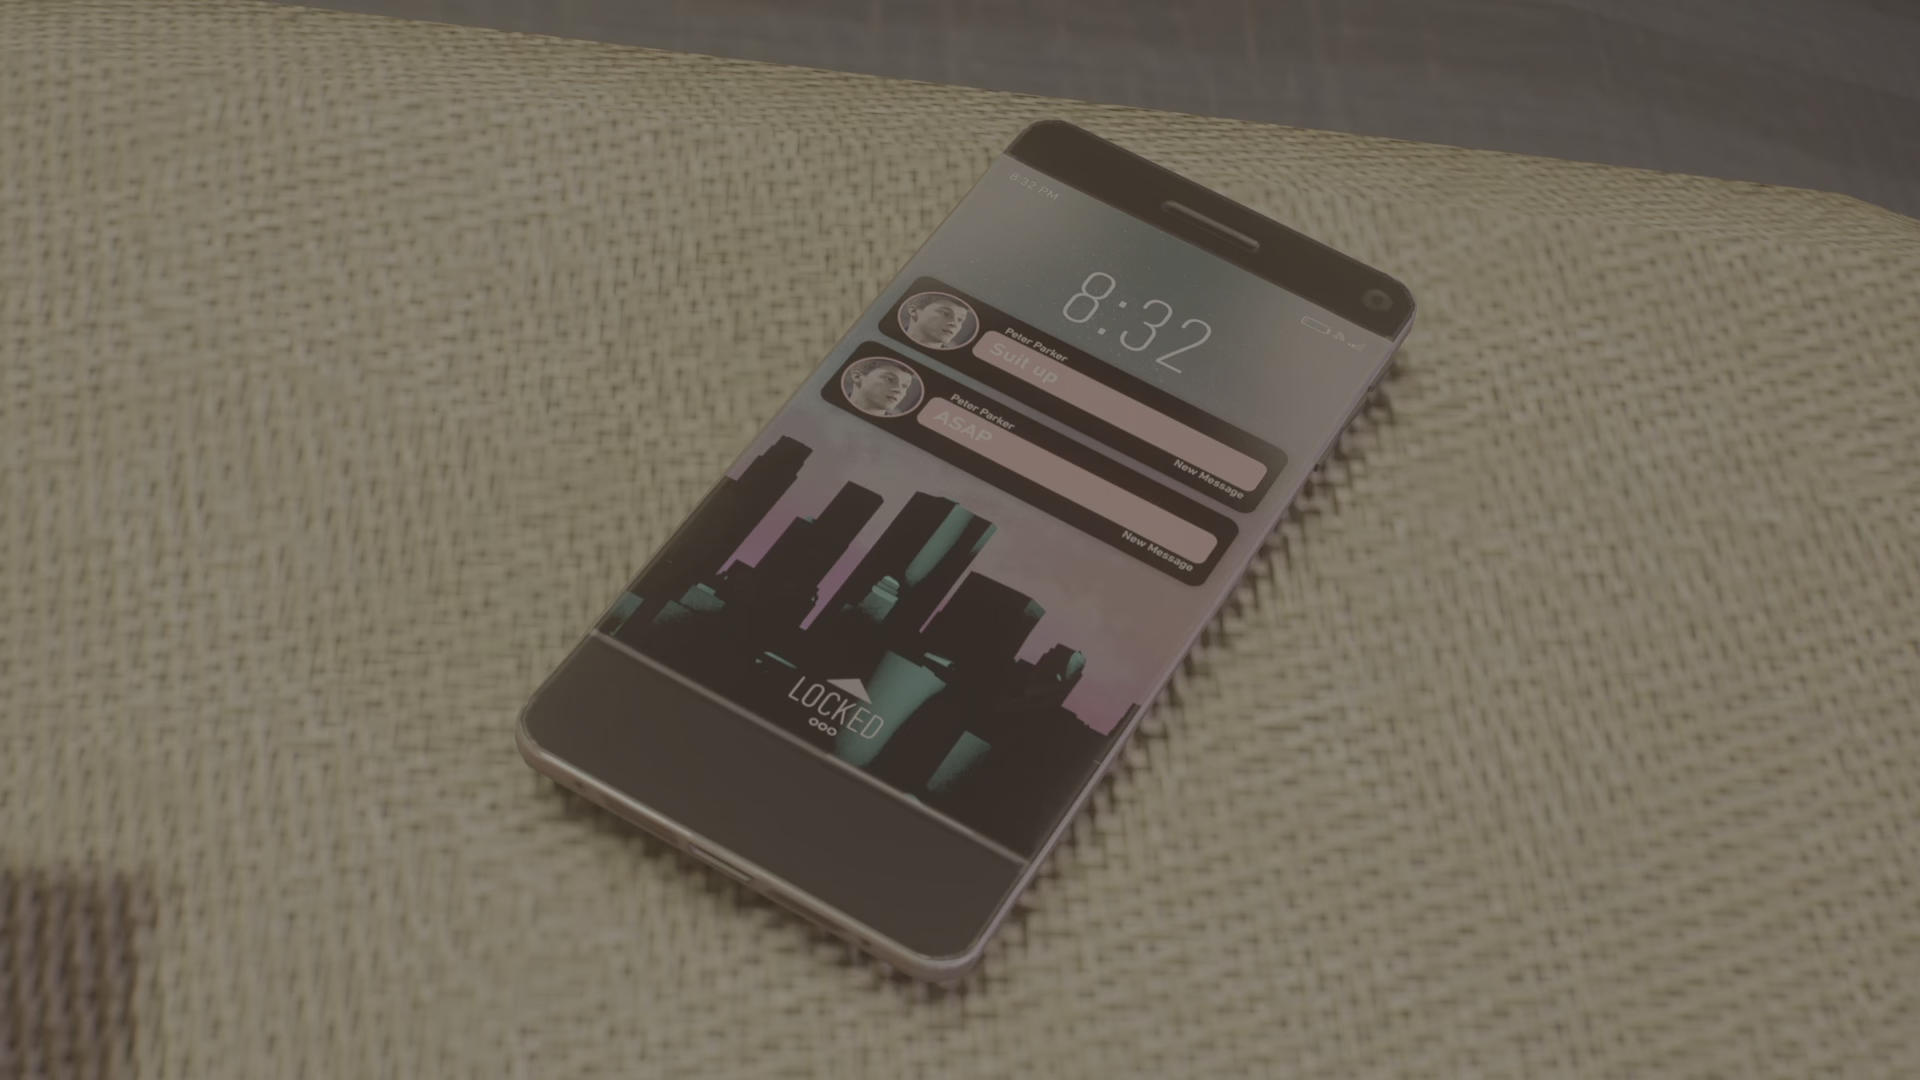 8:32 PM
8:32
Peter Parker
Suit up
New Message
Peter Parker
ASAP
New Message
LOCKED